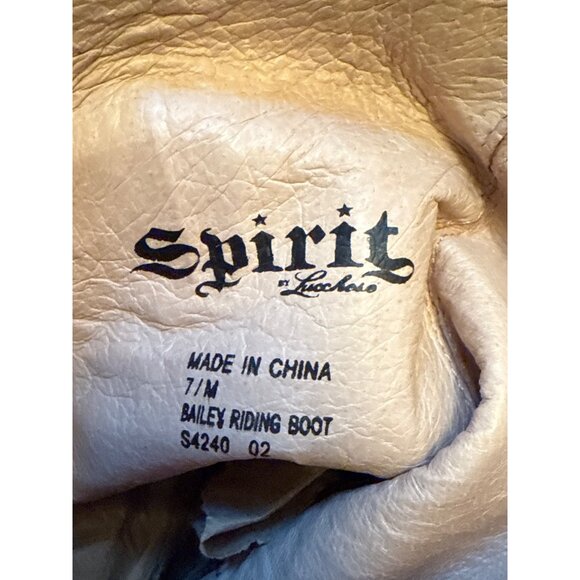 Spirit
BY Lucchese
MADE IN CHINA
7/M
BAILEY RIDING BOOT
S4240 02